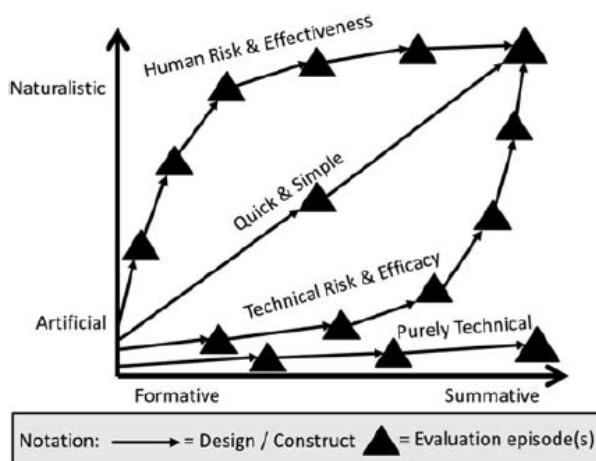 Human Risk & Effectiveness
Naturalistic
Quick & Simple
Technical Risk & Efficacy
Artificial
Purely Technical
Formative
Summative
Notation: = Design / Construct = Evaluation episode(s)